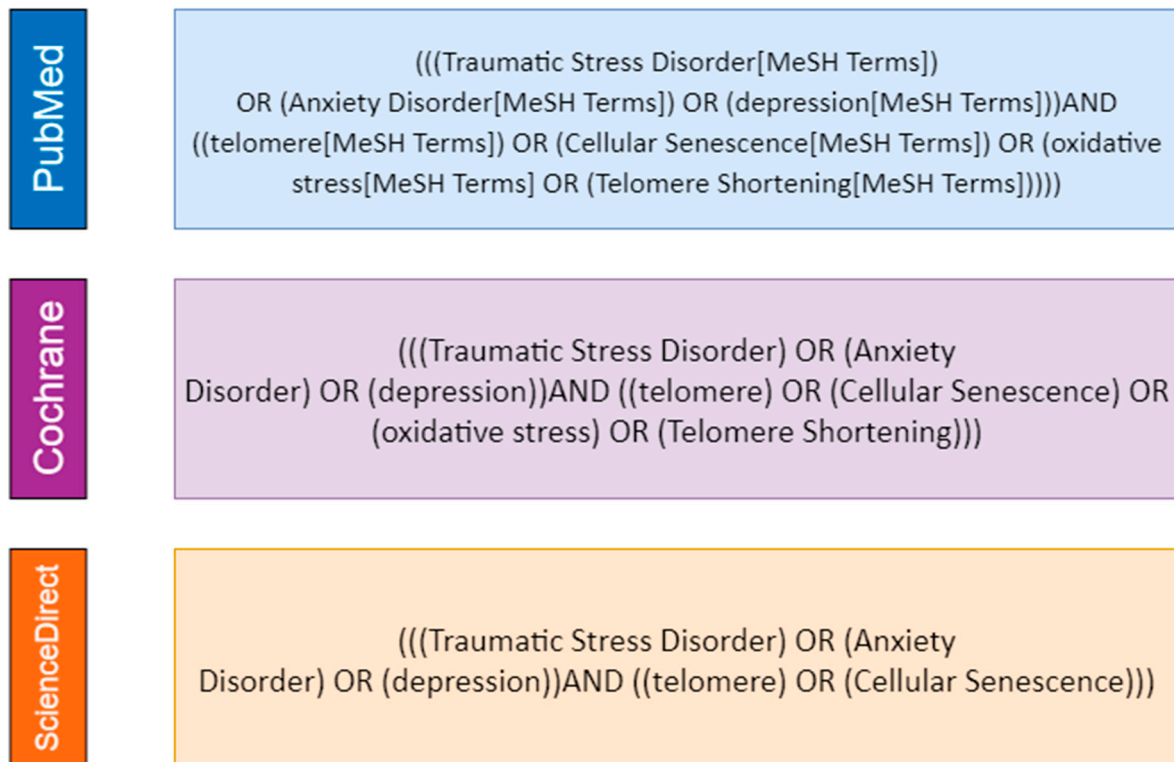 PubMed
(((Traumatic Stress Disorder[MeSH Terms])
OR (Anxiety Disorder[MeSH Terms]) OR (depression[MeSH Terms]))AND
((telomere[MeSH Terms]) OR (Cellular Senescence[MeSH Terms]) OR (oxidative
stress[MeSH Terms] OR (Telomere Shortening[MeSH Terms]))))
Cochrane
(((Traumatic Stress Disorder) OR (Anxiety
Disorder) OR (depression))AND ((telomere) OR (Cellular Senescence) OR
(oxidative stress) OR (Telomere Shortening)))
ScienceDirect
(((Traumatic Stress Disorder) OR (Anxiety
Disorder) OR (depression))AND ((telomere) OR (Cellular Senescence)))